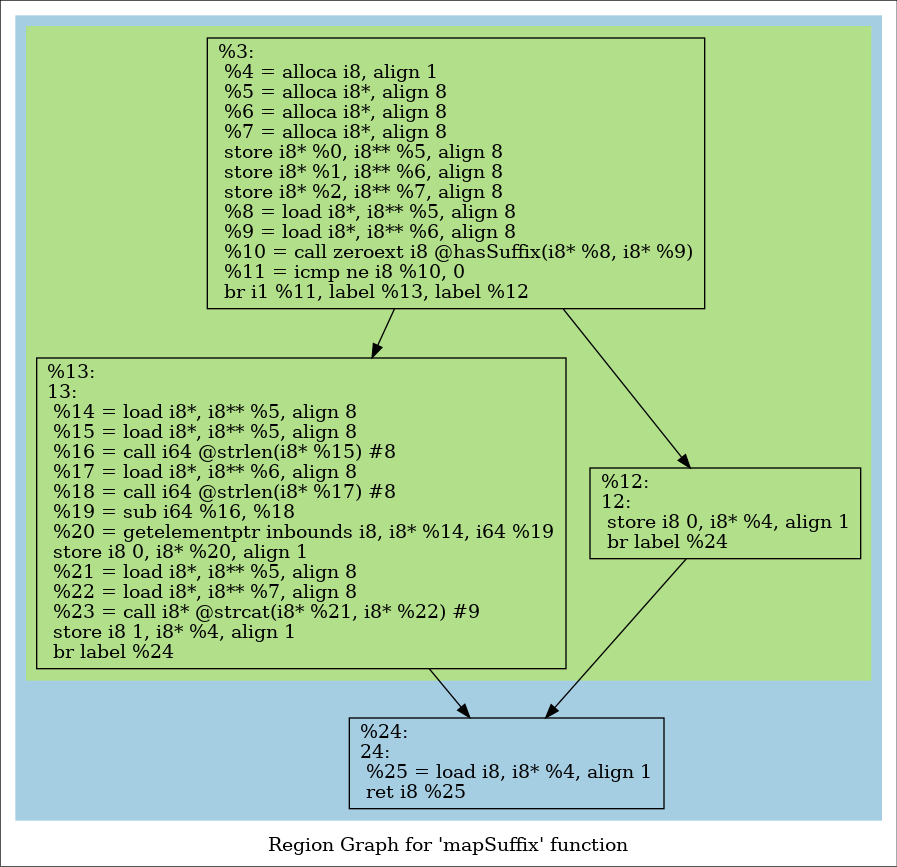 %3:
%4 = alloca i8, align 1
%5 = alloca i8*, align 8
%6 = alloca i8*, align 8
%7 = alloca i8*, align 8
store i8* %0, i8** %5, align 8
store i8* %1, i8** %6, align 8
store i8* %2, i8** %7, align 8
%8 = load i8*, i8** %5, align 8
%9 = load i8*, i8** %6, align 8
%10 = call zeroext i8 @hasSuffix(i8* %8, i8* %9)
%11 = icmp ne i8 %10, 0
br i1 %11, label %13, label %12
%13:
13:
%14 = load i8*, i8** %5, align 8
%15 = load i8*, i8** %5, align 8
%16 = call i64 @strlen(i8* %15) #8
%17 = load i8*, i8** %6, align 8
%18 = call i64 @strlen(i8* %17) #8
%19 = sub i64 %16, %18
%20 = getelementptr inbounds i8, i8* %14, i64 %19
store i8 0, i8* %20, align 1
%21 = load i8*, i8** %5, align 8
%22 = load i8*, i8** %7, align 8
%23 = call i8* @strcat(i8* %21, i8* %22) #9
store i8 1, i8* %4, align 1
br label %24
%12:
12:
store i8 0, i8* %4, align 1
br label %24
%24:
24:
%25 = load i8, i8* %4, align 1
ret i8 %25
Region Graph for 'mapSuffix' function